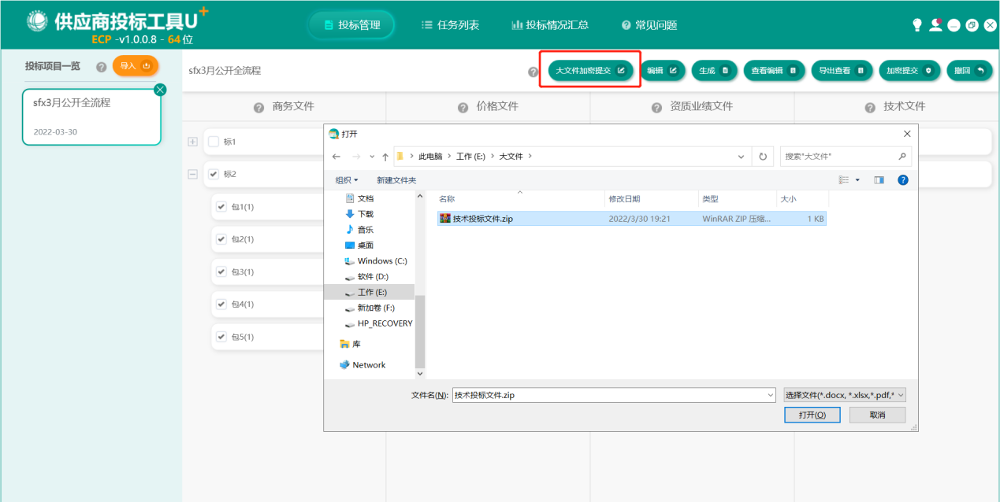 供应商投标工具U+
ECP -v1.0.0.8 - 64位
投标管理
任务列表
投标情况汇总
常见问题
投标项目一览
导入
sfx3月公开全流程
2022-03-30
sfx3月公开全流程
大文件加密提交
编辑
生成
查看编辑
导出查看
加密提交
撤回
商务文件
价格文件
资质业绩文件
技术文件
标1
标2
包1(1)
包2(1)
包3(1)
包4(1)
包5(1)
打开
此电脑 > 工作 (E:) > 大文件 >
搜索"大文件"
组织
新建文件夹
文档
下载
音乐
桌面
Windows (C:)
软件 (D:)
工作 (E:)
新加卷 (F:)
HP_RECOVERY
库
Network
名称
修改日期
类型
大小
技术投标文件.zip
2022/3/30 19:21
WinRAR ZIP 压缩...
1 KB
文件名(N):
技术投标文件.zip
选择文件(*.docx, *.xlsx,*.pdf,*
打开(O)
取消